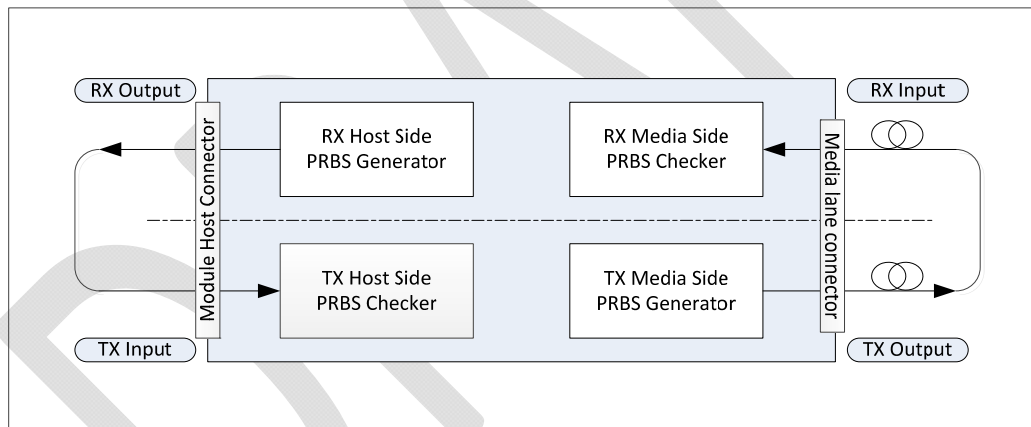 RX Output
RX Input
RX Host Side
PRBS Generator
RX Media Side
PRBS Checker
Module Host Connector
Media lane connector
TX Host Side
PRBS Checker
TX Media Side
PRBS Generator
TX Input
TX Output